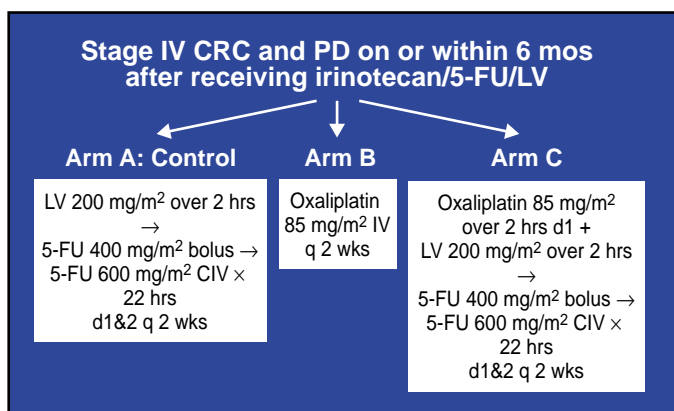 Stage IV CRC and PD on or within 6 mos
after receiving irinotecan/5-FU/LV
Arm A: Control
LV 200 mg/m² over 2 hrs
→
5-FU 400 mg/m² bolus →
5-FU 600 mg/m² CIV ×
22 hrs
d1&2 q 2 wks
Arm B
Oxaliplatin
85 mg/m² IV
q 2 wks
Arm C
Oxaliplatin 85 mg/m²
over 2 hrs d1 +
LV 200 mg/m² over 2 hrs
→
5-FU 400 mg/m² bolus →
5-FU 600 mg/m² CIV ×
22 hrs
d1&2 q 2 wks